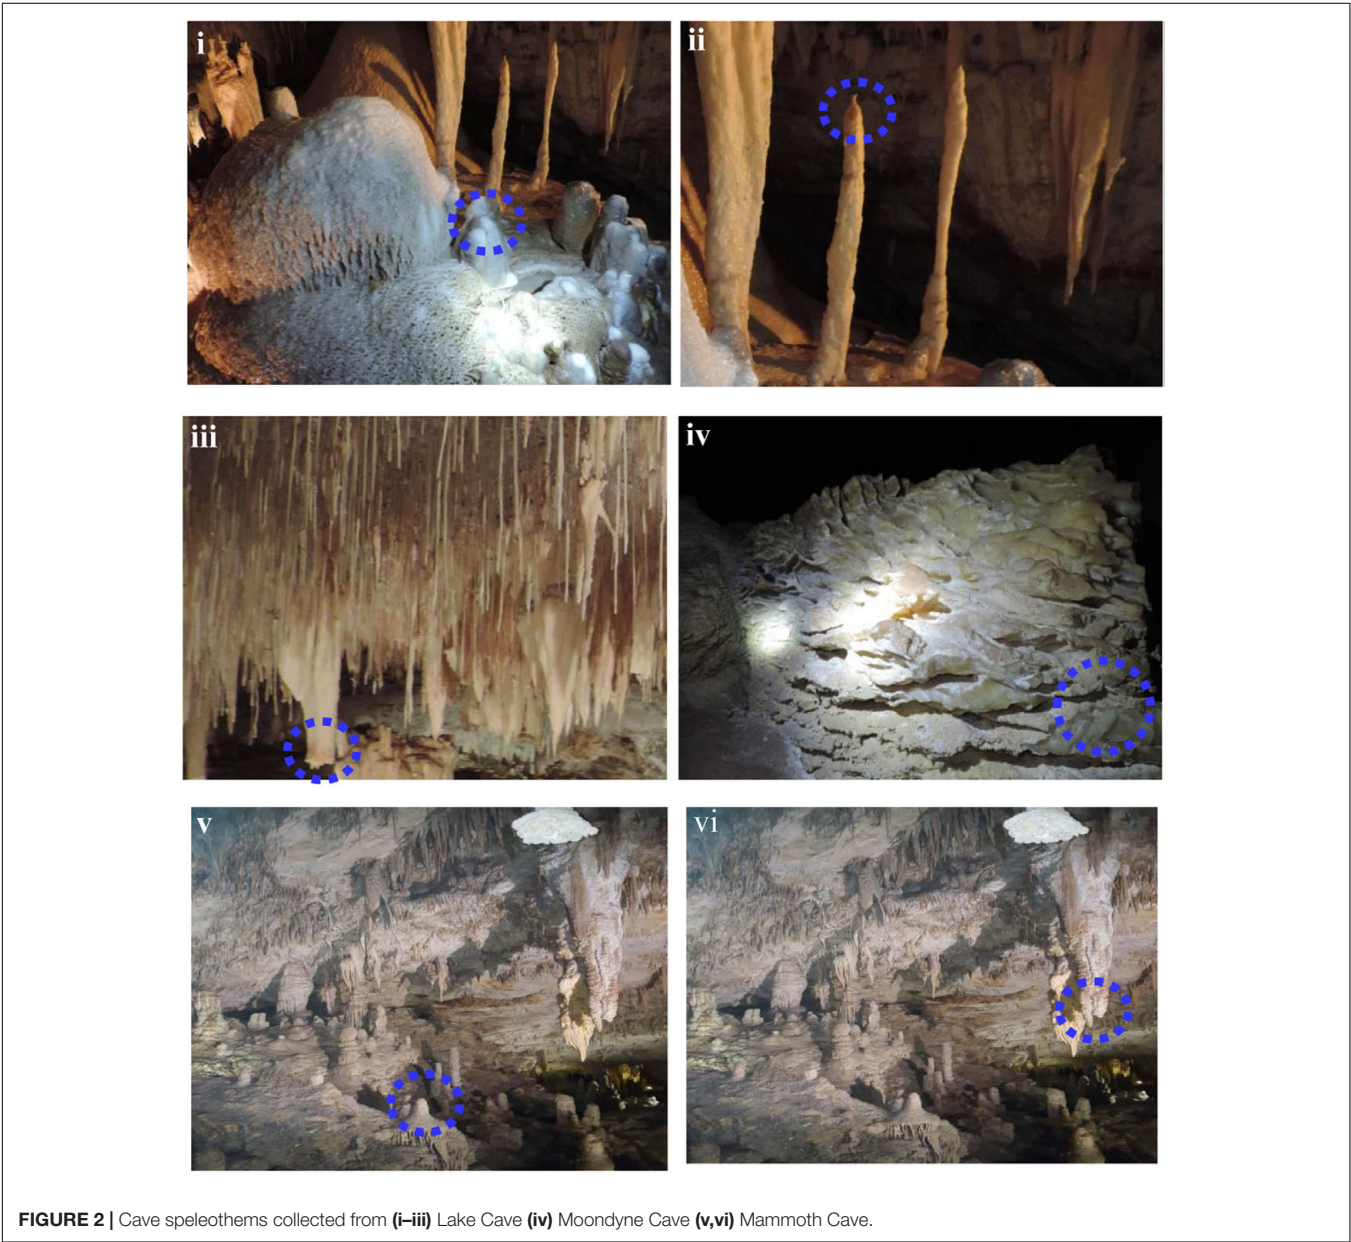 i
ii
iii
iv
v
vi
FIGURE 2 | Cave speleothems collected from (i–iii) Lake Cave (iv) Moondyne Cave (v,vi) Mammoth Cave.